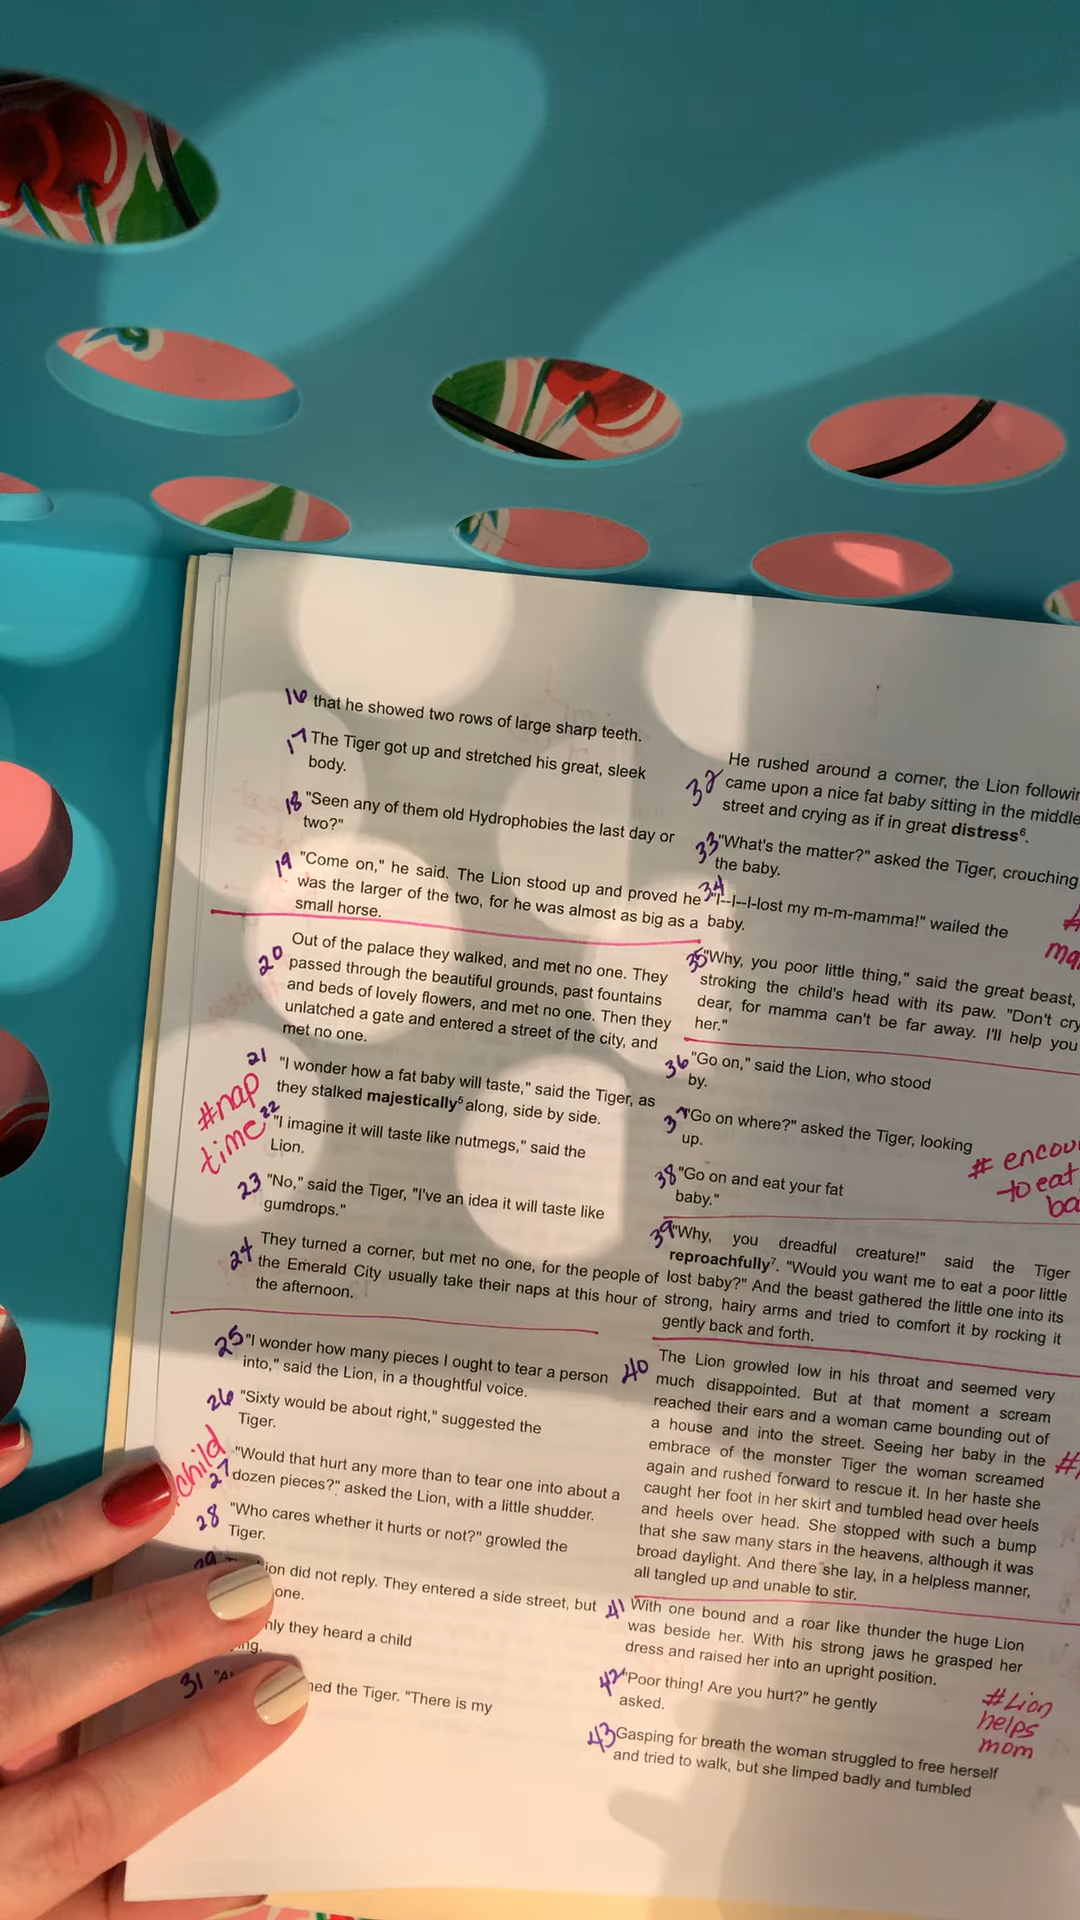 16 that he showed two rows of large sharp teeth.
17 The Tiger got up and stretched his great, sleek
body.
18 "Seen any of them old Hydrophobies the last day or
two?"
19 "Come on," he said. The Lion stood up and proved he
was the larger of the two, for he was almost as big as a
small horse.
20 Out of the palace they walked, and met no one. They
passed through the beautiful grounds, past fountains
and beds of lovely flowers, and met no one. Then they
unlatched a gate and entered a street of the city, and
met no one.
21 "I wonder how a fat baby will taste," said the Tiger, as
they stalked majestically5 along, side by side.
#nap
time
22 "I imagine it will taste like nutmegs," said the
Lion.
23 "No," said the Tiger, "I've an idea it will taste like
gumdrops."
24 They turned a corner, but met no one, for the people of
the Emerald City usually take their naps at this hour of
the afternoon.
25 "I wonder how many pieces I ought to tear a person
into," said the Lion, in a thoughtful voice.
26 "Sixty would be about right," suggested the
Tiger.
child
27 "Would that hurt any more than to tear one into about a
dozen pieces?" asked the Lion, with a little shudder.
28 "Who cares whether it hurts or not?" growled the
Tiger.
29 did not reply. They entered a side street, but
one.
they heard a child
31 the Tiger. "There is my
32 He rushed around a corner, the Lion
came upon a nice fat baby sitting in the middle
street and crying as if in great distress6.
33 "What's the matter?" asked the Tiger, crouching
the baby.
34 "I--I--I-lost my m-m-mamma!" wailed the
baby.
35 "Why, you poor little thing," said the great beast,
stroking the child's head with its paw. "Don't cry
dear, for mamma can't be far away. I'll help you
her."
36 "Go on," said the Lion, who stood
by.
37 "Go on where?" asked the Tiger, looking
up.
38 "Go on and eat your fat
baby."
to eat
39 "Why, you dreadful creature!" said the Tiger
reproachfully7. "Would you want me to eat a poor little
lost baby?" And the beast gathered the little one into its
strong, hairy arms and tried to comfort it by rocking it
gently back and forth.
40 The Lion growled low in his throat and seemed very
much disappointed. But at that moment a scream
reached their ears and a woman came bounding out of
a house and into the street. Seeing her baby in the
embrace of the monster Tiger the woman screamed
again and rushed forward to rescue it. In her haste she
caught her foot in her skirt and tumbled head over heels
and heels over head. She stopped with such a bump
that she saw many stars in the heavens, although it was
broad daylight. And there she lay, in a helpless manner,
all tangled up and unable to stir.
41 With one bound and a roar like thunder the huge Lion
was beside her. With his strong jaws he grasped her
dress and raised her into an upright position.
42 "Poor thing! Are you hurt?" he gently
asked.
#Lion
helps
mom
43 Gasping for breath the woman struggled to free herself
and tried to walk, but she limped badly and tumbled